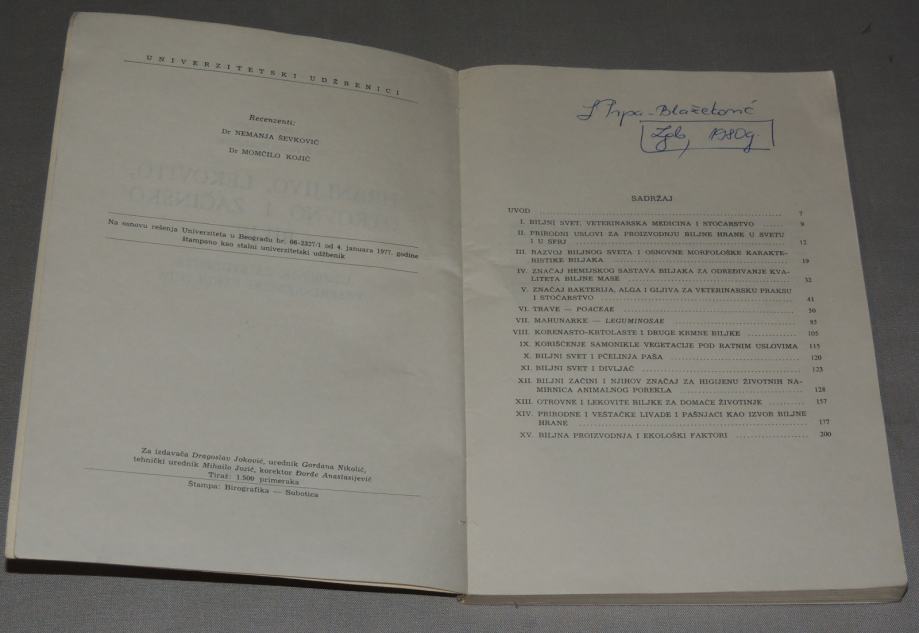 UNIVERZITETSKI UDŽBENICI
Recenzenti:
Dr NEMANJA ŠEVKOVIĆ
Dr MOMČILO KOJIĆ
Na osnovu rešenja Univerziteta u Beogradu br. 06-2327/1 od 4. januara 1977. godine
štampano kao stalni univerzitetski udžbenik
Za izdavača Dragoslav Joković, urednik Gordana Nikolić,
tehnički urednik Mihailo Jozić, korektor Đorđe Anastasijević
Tiraž: 1.500 primeraka
Štampa: Birografika — Subotica
Prpa-Blažeković
Zgb, 1980g.
SADRŽAJ
UVOD 7
I. BILJNI SVET, VETERINARSKA MEDICINA I STOČARSTVO 9
II. PRIRODNI USLOVI ZA PROIZVODNJU BILJNE HRANE U SVETU
I U SFRJ 12
III. RAZVOJ BILJNOG SVETA I OSNOVNE MORFOLOŠKE KARAKTE-
RISTIKE BILJAKA 19
IV. ZNAČAJ HEMIJSKOG SASTAVA BILJAKA ZA ODREĐIVANJE KVA-
LITETA BILJNE MASE 32
V. ZNAČAJ BAKTERIJA, ALGA I GLJIVA ZA VETERINARSKU PRAKSU
I STOČARSTVO 41
VI. TRAVE — POACEAE 50
VII. MAHUNARKE — LEGUMINOSAE 85
VIII. KORENASTO-KRTOLASTE I DRUGE KRMNE BILJKE 105
IX. KORIŠĆENJE SAMONIKLE VEGETACIJE POD RATNIM USLOVIMA 115
X. BILJNI SVET I PČELINJA PAŠA 120
XI. BILJNI SVET I DIVLJAČ 123
XII. BILJNI ZAČINI I NJIHOV ZNAČAJ ZA HIGIJENU ŽIVOTNIH NA-
MIRNICA ANIMALNOG POREKLA 128
XIII. OTROVNE I LEKOVITE BILJKE ZA DOMAĆE ŽIVOTINJE 157
XIV. PRIRODNE I VEŠTAČKE LIVADE I PAŠNJACI KAO IZVOR BILJNE
HRANE 177
XV. BILJNA PROIZVODNJA I EKOLOŠKI FAKTORI 200